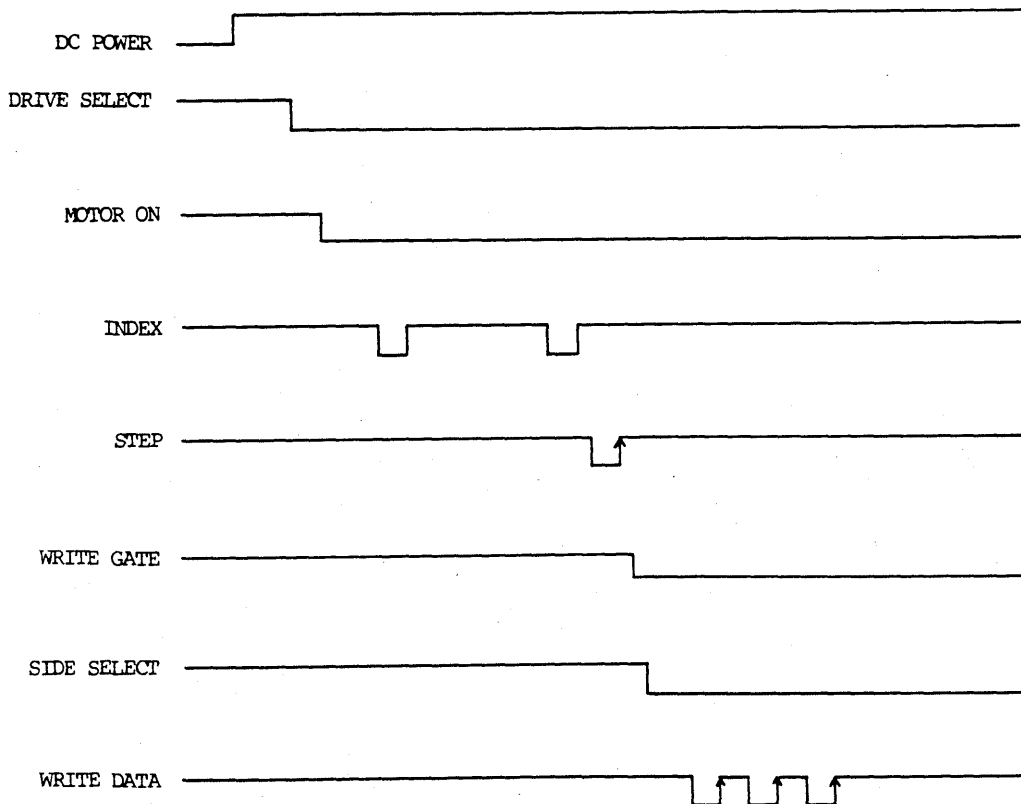 DC POWER
DRIVE SELECT
MOTOR ON
INDEX
STEP
WRITE GATE
SIDE SELECT
WRITE DATA